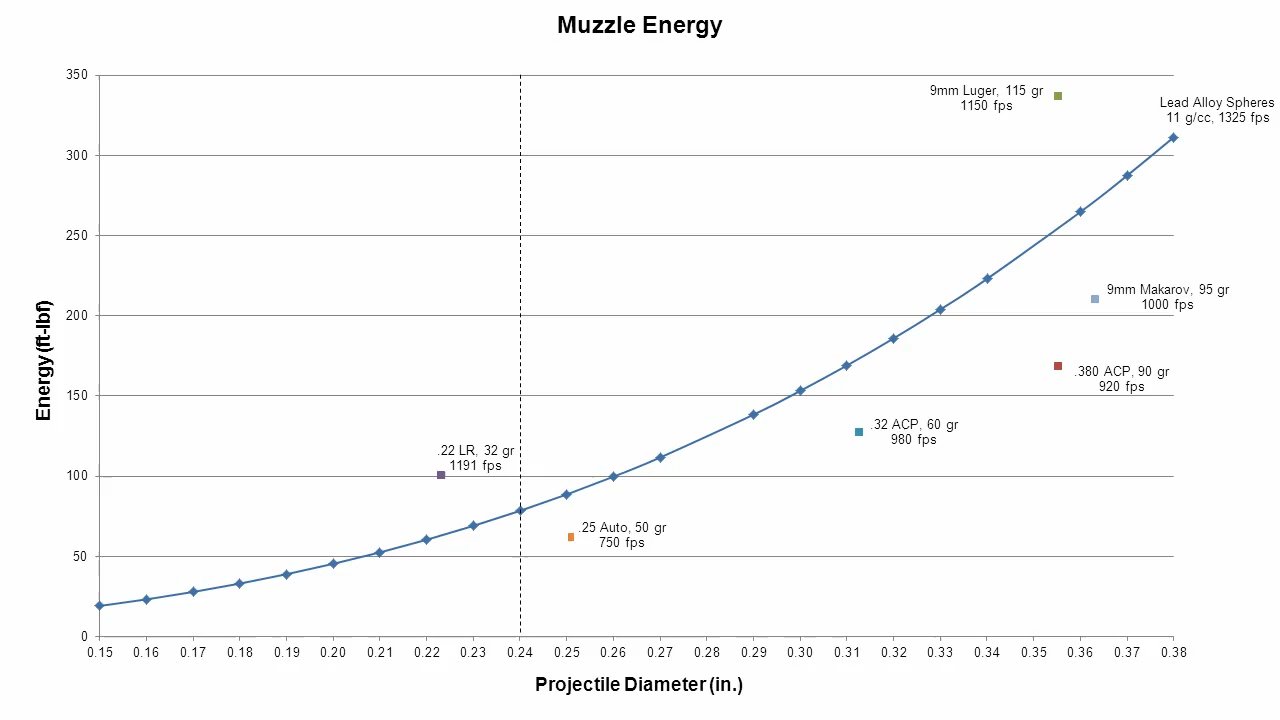 Muzzle Energy
350
300
250
200
150
100
50
0
Energy (ft-lbf)
9mm Luger, 115 gr
1150 fps
Lead Alloy Spheres
11 g/cc, 1325 fps
9mm Makarov, 95 gr
1000 fps
.380 ACP, 90 gr
920 fps
.32 ACP, 60 gr
980 fps
.22 LR, 32 gr
1191 fps
.25 Auto, 50 gr
750 fps
0.15 0.16 0.17 0.18 0.19 0.20 0.21 0.22 0.23 0.24 0.25 0.26 0.27 0.28 0.29 0.30 0.31 0.32 0.33 0.34 0.35 0.36 0.37 0.38
Projectile Diameter (in.)